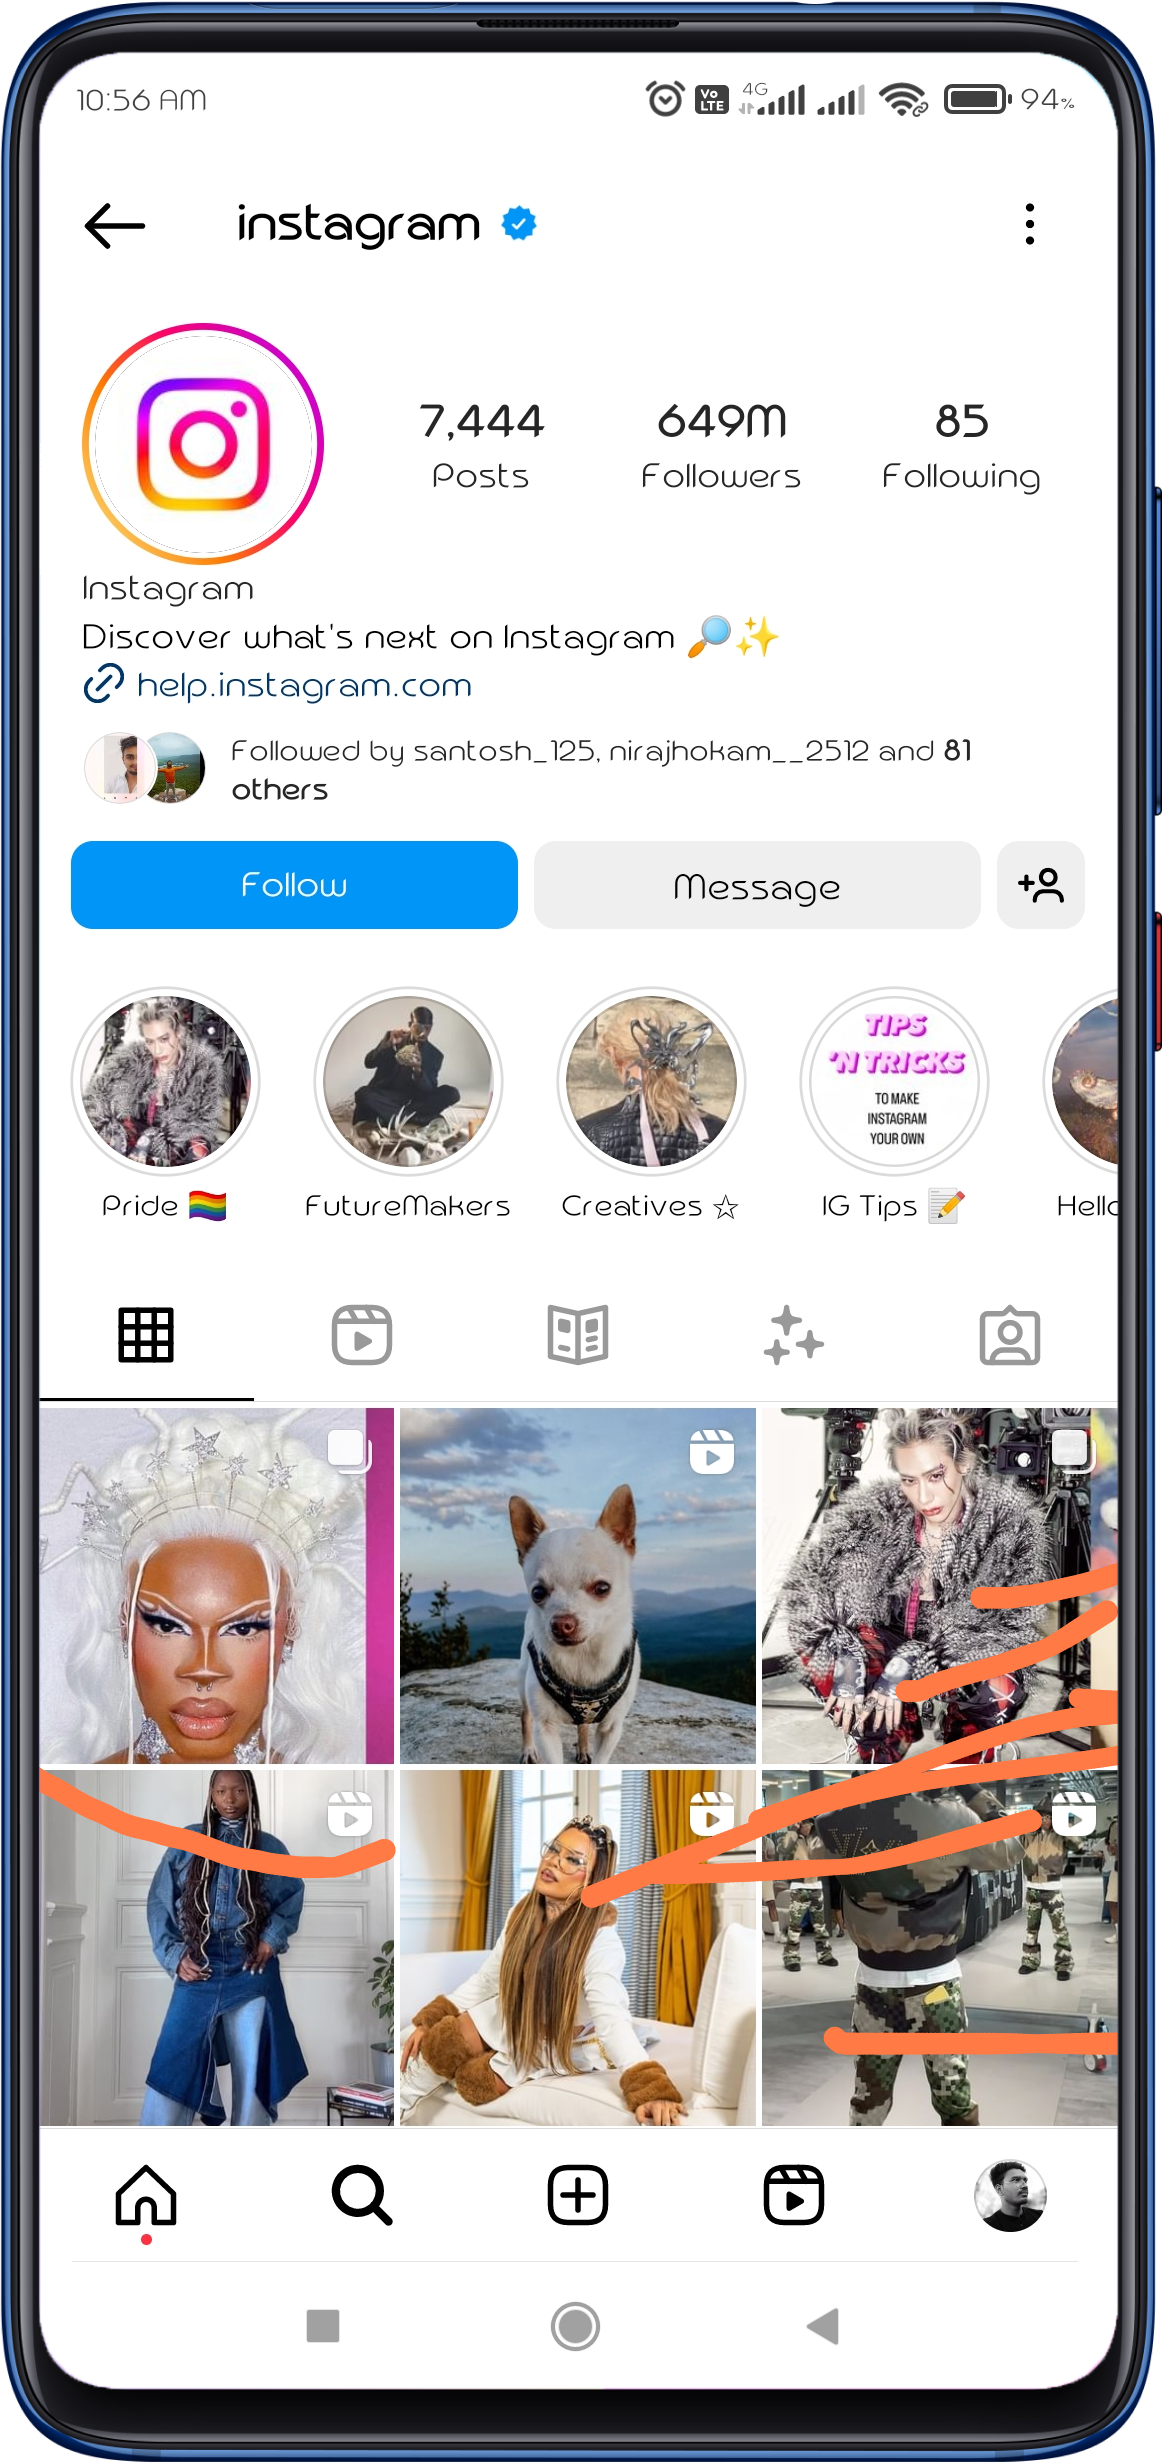 10:56 AM
Vo LTE 4G 94%
instagram
7,444 649M 85
Posts Followers Following
Instagram
Discover what's next on Instagram 🔎✨
help.instagram.com
Followed by santosh_125, nirajhokam__2512 and 81
others
Follow Message
TIPS
'N TRICKS
TO MAKE
INSTAGRAM
YOUR OWN
Pride 🏳️‍🌈 FutureMakers Creatives ☆ IG Tips 📝 Hello